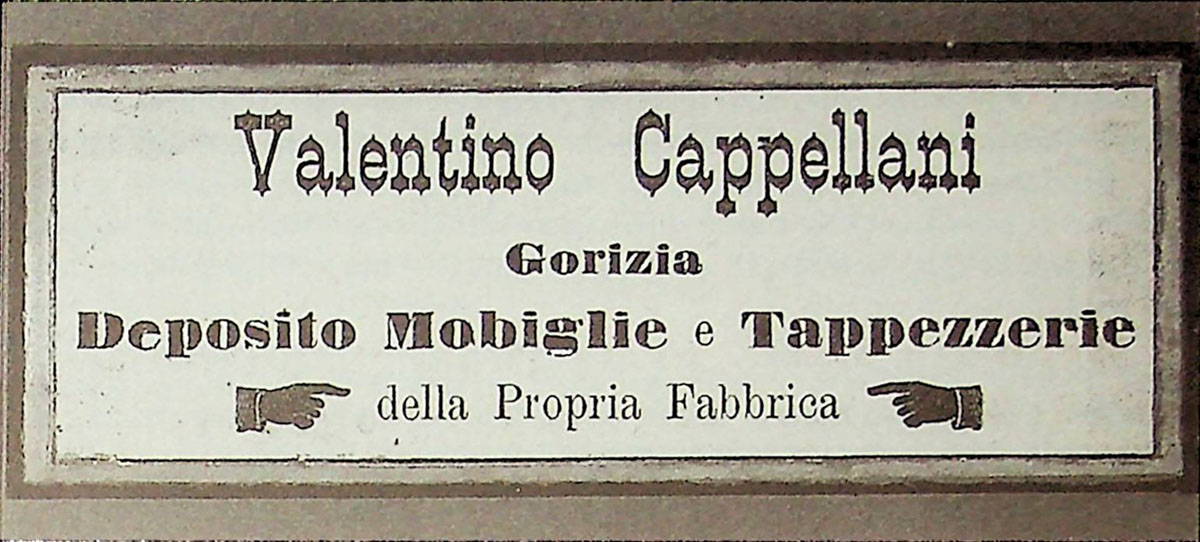 Valentino Cappellani
Gorizia
Deposito Mobiglie e Tappezzerie
della Propria Fabbrica